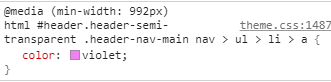 @media (min-width: 992px)
html #header.header-semi- theme.css:1487
transparent .header-nav-main nav > ul > li > a {
color: violet;
}